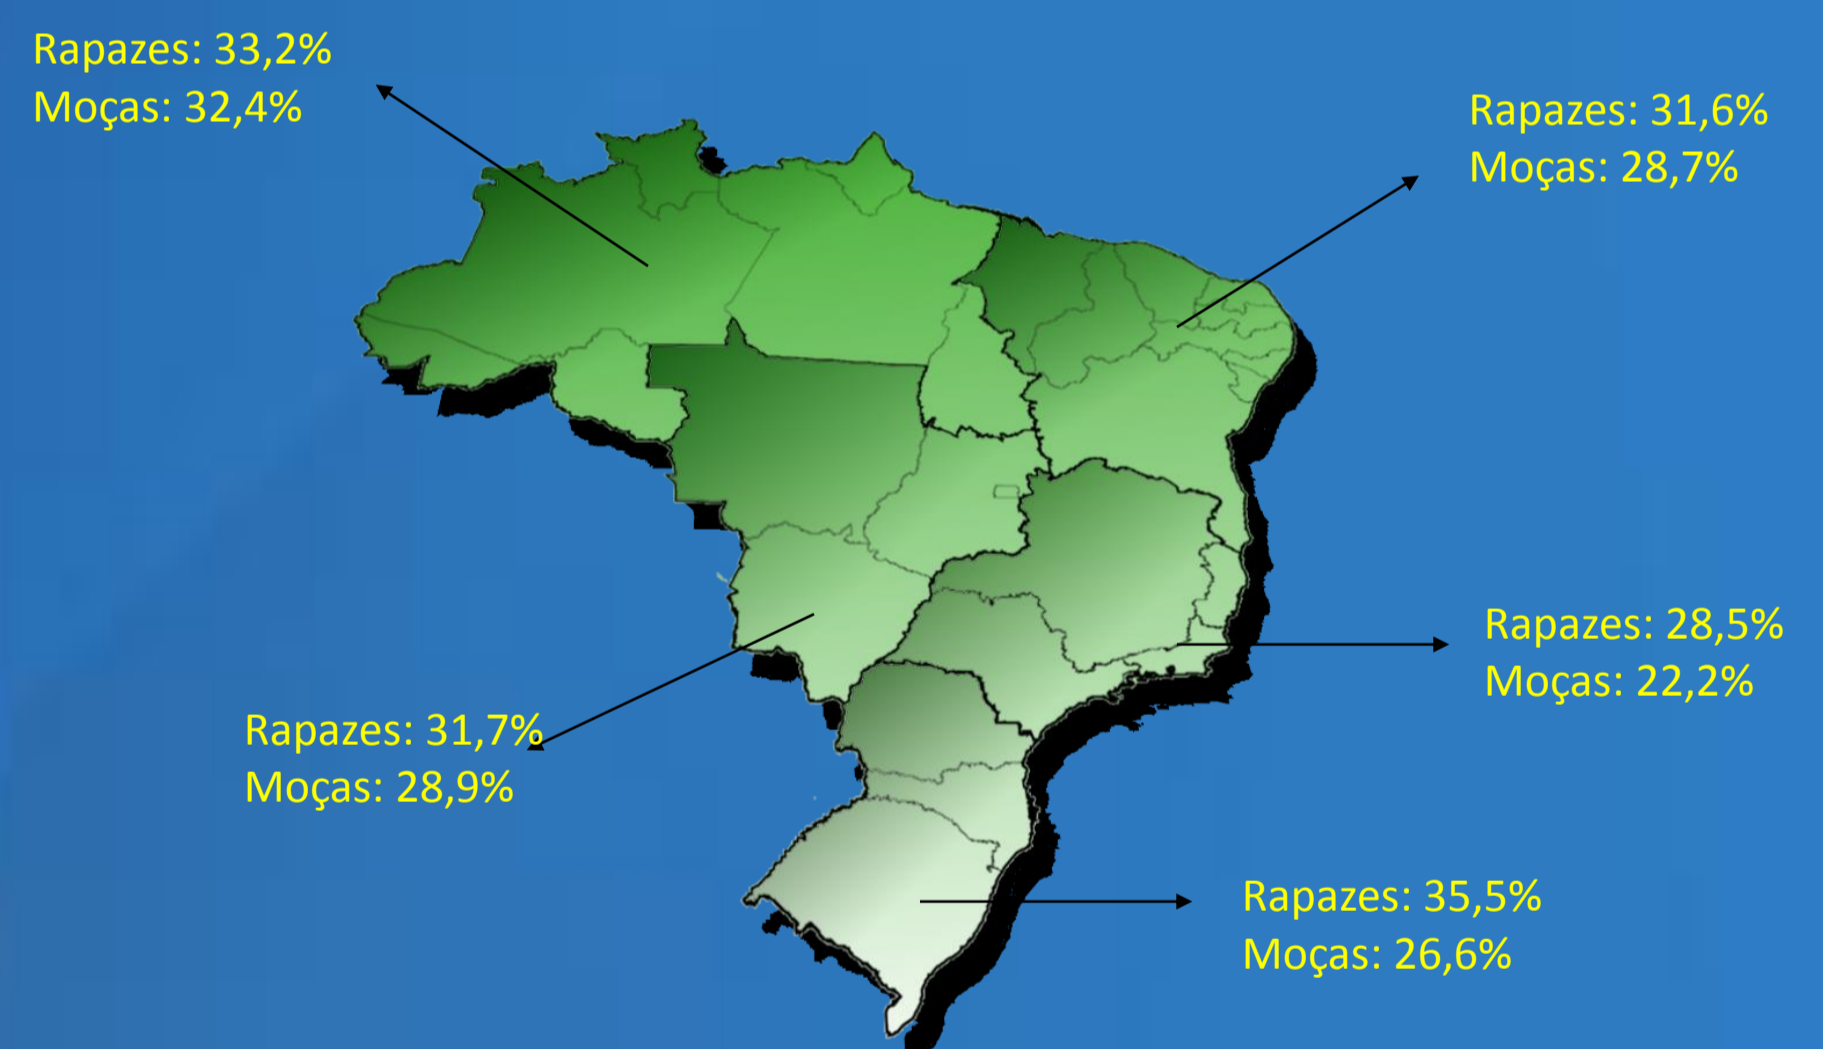 Rapazes: 33,2%
Moças: 32,4%
Rapazes: 31,6%
Moças: 28,7%
Rapazes: 28,5%
Moças: 22,2%
Rapazes: 31,7%
Moças: 28,9%
Rapazes: 35,5%
Moças: 26,6%